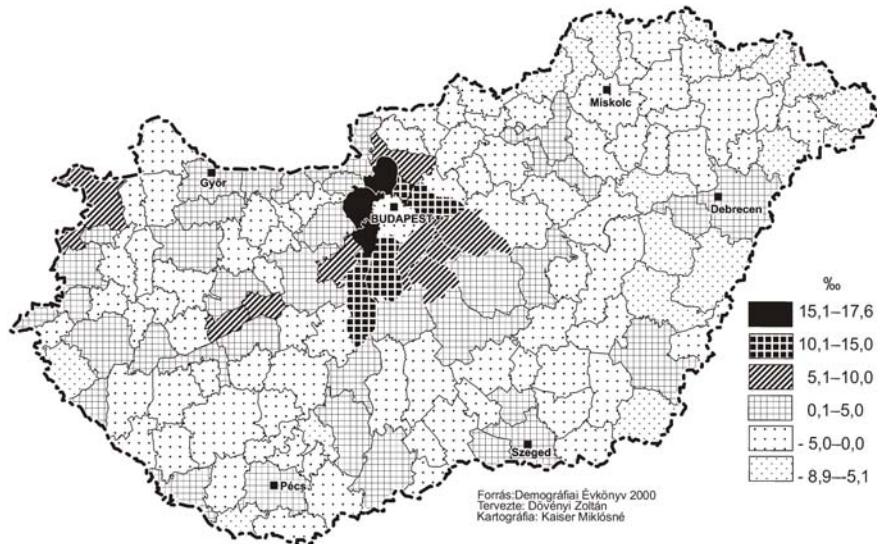 Miskolc
Győr
Debrecen
BUDAPEST
‰
15,1–17,6
10,1–15,0
5,1–10,0
0,1–5,0
- 5,0–0,0
- 8,9–-5,1
Szeged
Pécs
Forrás:Demográfiai Évkönyv 2000
Tervezte: Dövényi Zoltán
Kartográfia: Kaiser Miklósné